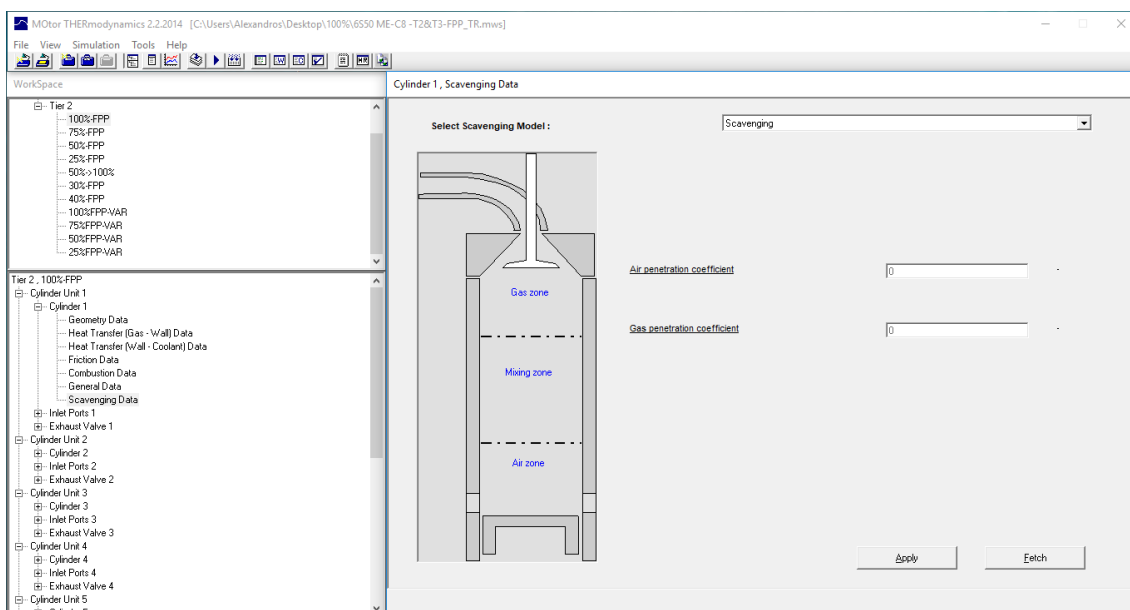 MOtor THERmodynamics 2.2.2014 [C:\Users\Alexandros\Desktop\100%\6S50 ME-C8 -T2&T3-FPP_TR.mws]
File View Simulation Tools Help
WorkSpace
Tier 2
100%-FPP
75%-FPP
50%-FPP
25%-FPP
50%->100%
30%-FPP
40%-FPP
100%FPP-VAR
75%FPP-VAR
50%FPP-VAR
25%FPP-VAR
Tier 2 , 100%-FPP
Cylinder Unit 1
Cylinder 1
Geometry Data
Heat Transfer (Gas - Wall) Data
Heat Transfer (Wall - Coolant) Data
Friction Data
Combustion Data
General Data
Scavenging Data
Inlet Ports 1
Exhaust Valve 1
Cylinder Unit 2
Cylinder 2
Inlet Ports 2
Exhaust Valve 2
Cylinder Unit 3
Cylinder 3
Inlet Ports 3
Exhaust Valve 3
Cylinder Unit 4
Cylinder 4
Inlet Ports 4
Exhaust Valve 4
Cylinder Unit 5
Cylinder 1 , Scavenging Data
Select Scavenging Model : Scavenging
Gas zone
Mixing zone
Air zone
Air penetration coefficient 0 -
Gas penetration coefficient 0 -
Apply Fetch